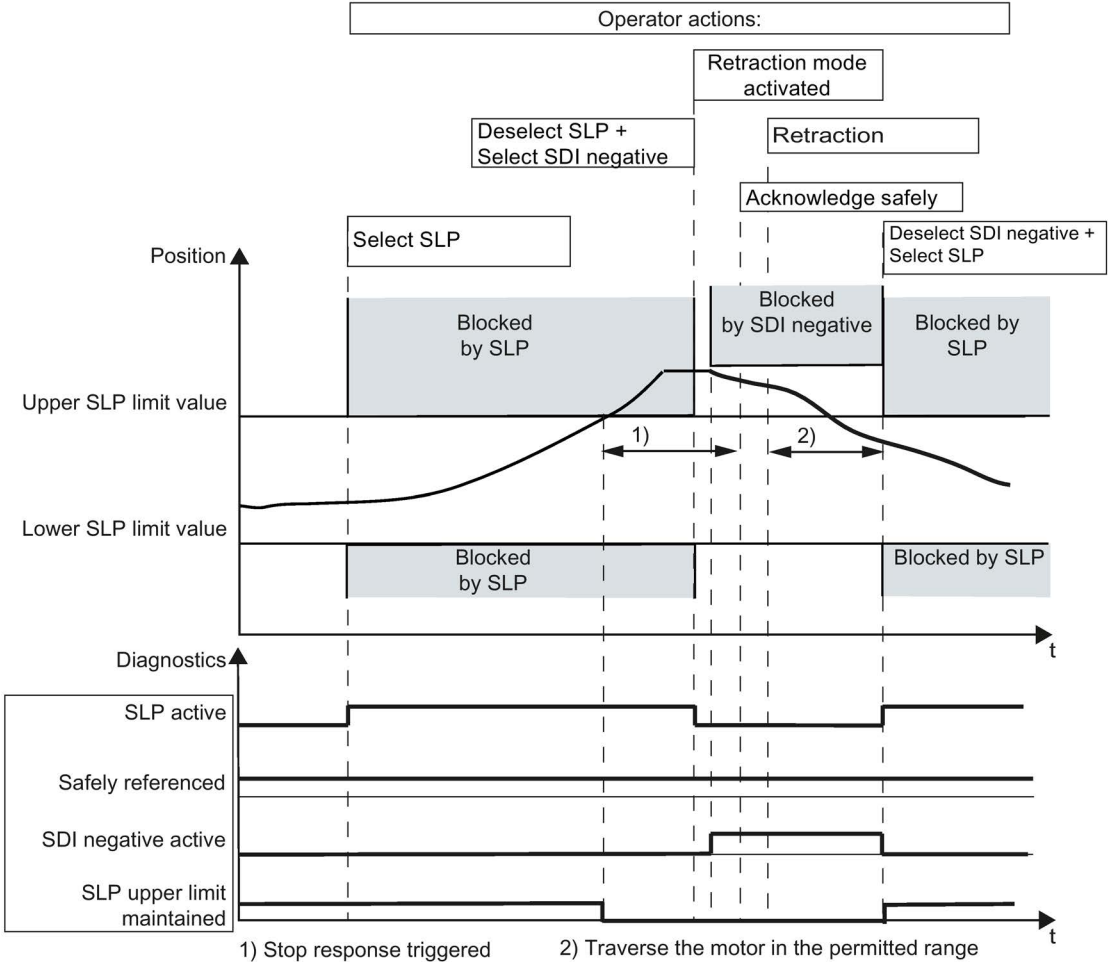 Operator actions:
Retraction mode
activated
Deselect SLP +
Select SDI negative
Retraction
Acknowledge safely
Select SLP
Deselect SDI negative +
Select SLP
Position
Blocked
by SLP
Blocked
by SDI negative
Blocked by
SLP
Upper SLP limit value
1)
2)
Lower SLP limit value
Blocked
by SLP
Blocked by SLP
t
Diagnostics
SLP active
Safely referenced
SDI negative active
SLP upper limit
maintained
t
1) Stop response triggered
2) Traverse the motor in the permitted range